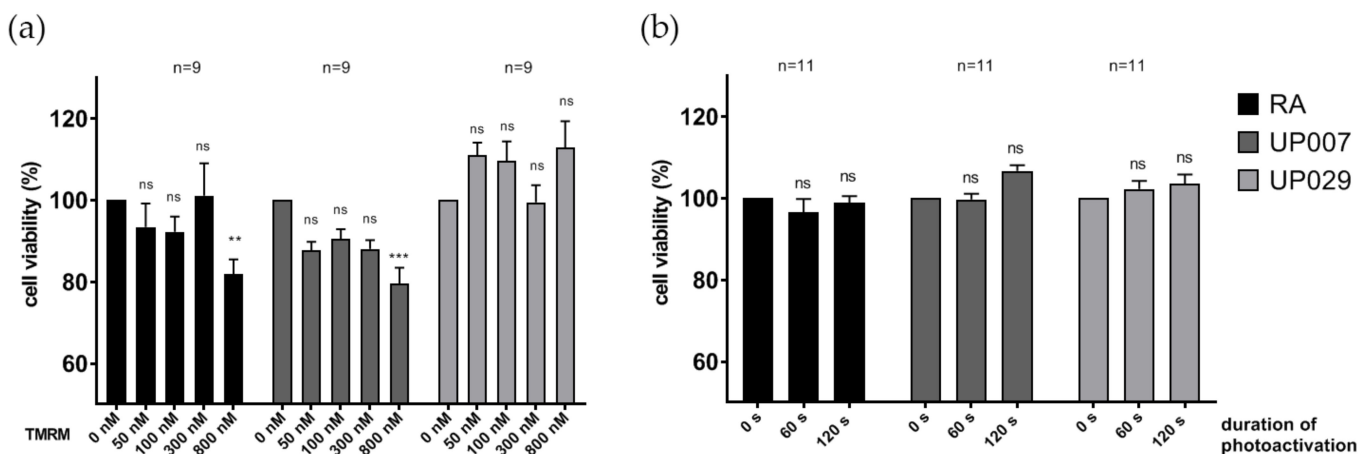 (a)
n=9 n=9 n=9
cell viability (%)
120
100
80
60
ns ns ns **
ns ns ns ***
ns ns ns ns
TMRM
0 nM 50 nM 100 nM 300 nM 800 nM
0 nM 50 nM 100 nM 300 nM 800 nM
0 nM 50 nM 100 nM 300 nM 800 nM
(b)
n=11 n=11 n=11
cell viability (%)
120
100
80
60
ns ns
ns ns
ns ns
0 s 60 s 120 s
0 s 60 s 120 s
0 s 60 s 120 s
duration of
photoactivation
RA
UP007
UP029